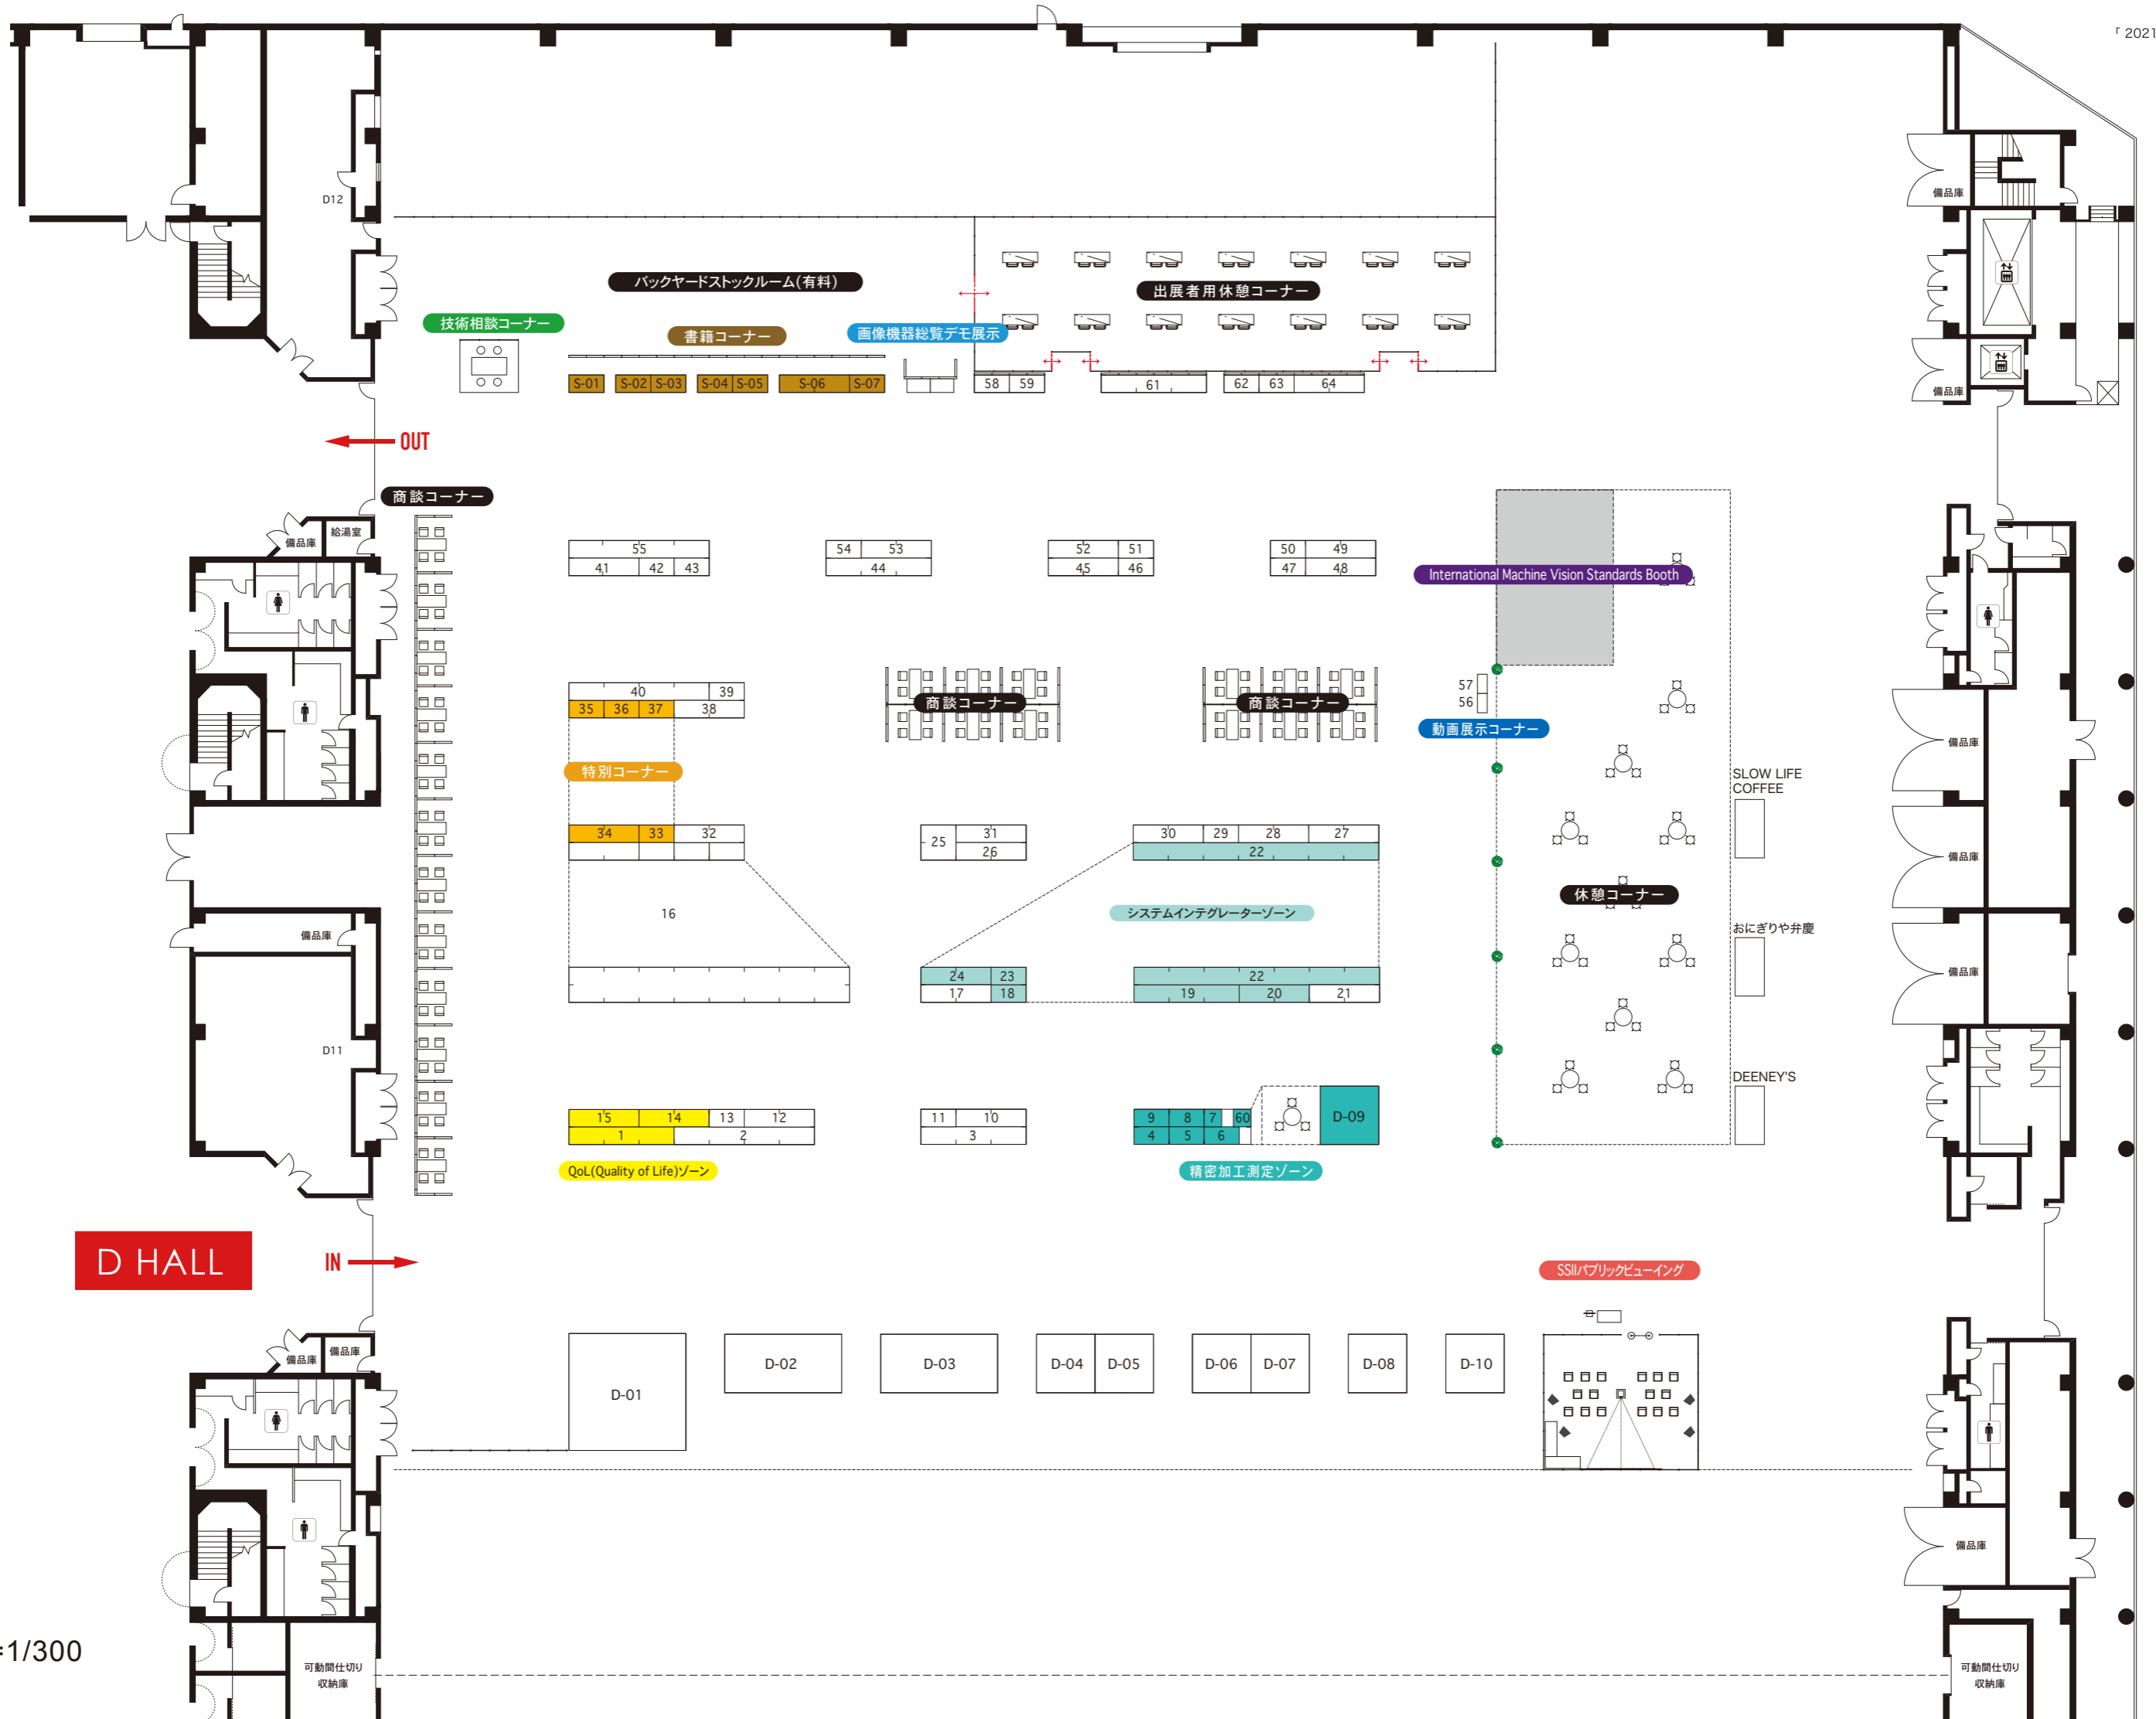 「 2021
D12
備品庫
バックヤードストックルーム(有料)
出展者用休憩コーナー
技術相談コーナー
書籍コーナー
画像機器総覧デモ展示
S-01
S-02
S-03
S-04
S-05
S-06
S-07
58
59
61
62
63
64
備品庫
OUT
商談コーナー
備品庫
給湯室
55
41
42
43
54
53
44
52
51
45
46
50
49
47
48
International Machine Vision Standards Booth
40
39
35
36
37
38
商談コーナー
商談コーナー
57
56
動画展示コーナー
備品庫
特別コーナー
SLOW LIFE
COFFEE
34
33
32
25
31
26
30
29
28
27
22
備品庫
休憩コーナー
16
システムインテグレーターゾーン
おにぎりや弁慶
備品庫
24
23
17
18
22
19
20
21
備品庫
D11
DEENEY'S
15
14
13
12
1
2
11
10
3
9
8
7
60
4
5
6
D-09
QoL(Quality of Life)ゾーン
精密加工測定ゾーン
D HALL
IN
SSIIパブリックビューイング
備品庫
備品庫
D-01
D-02
D-03
D-04
D-05
D-06
D-07
D-08
D-10
備品庫
=1/300
可動間仕切り
収納庫
可動間仕切り
収納庫